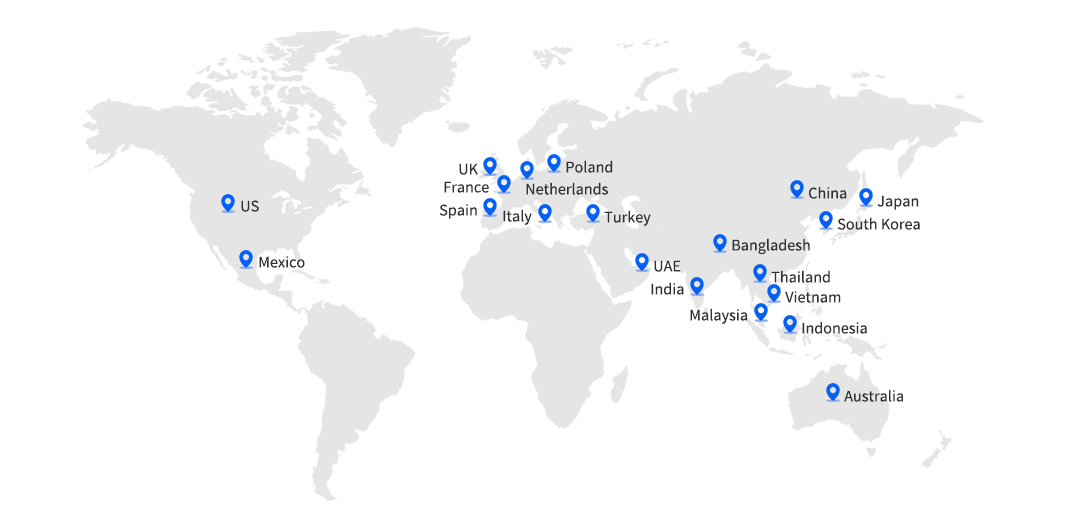 UK
Poland
France
Netherlands
China
US
Spain
Italy
Turkey
Japan
South Korea
Bangladesh
Mexico
UAE
Thailand
India
Vietnam
Malaysia
Indonesia
Australia